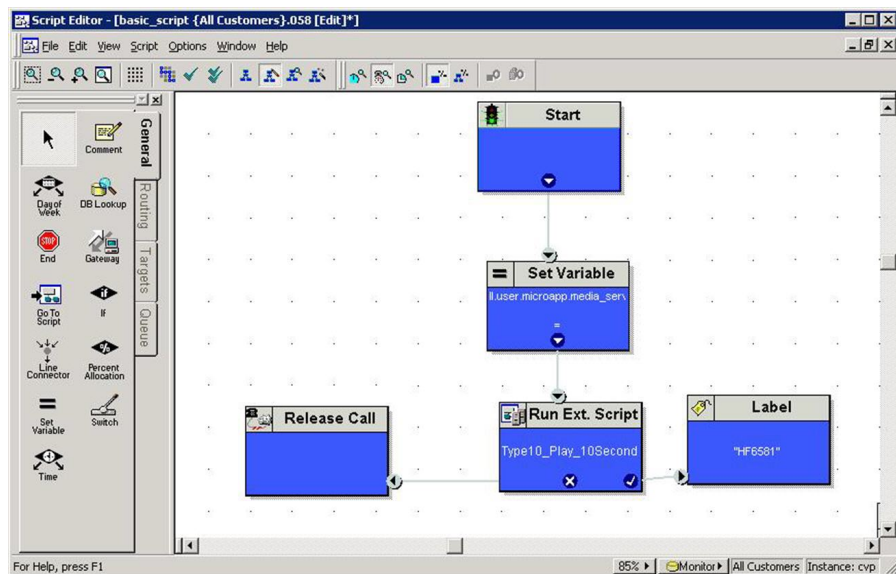 Script Editor - [basic_script {All Customers}.058 [Edit]*]
File Edit View Script Options Window Help
General
Routing
Targets
Queue
Comment
Day of Week
DB Lookup
End
Gateway
Go To Script
If
Line Connector
Percent Allocation
Set Variable
Switch
Time
STOP
Start
Set Variable
ll.user.microapp.media_serv
=
Release Call
Run Ext. Script
Type10_Play_10Second
Label
"HF6581"
For Help, press F1
85%
Monitor
All Customers
Instance: cvp